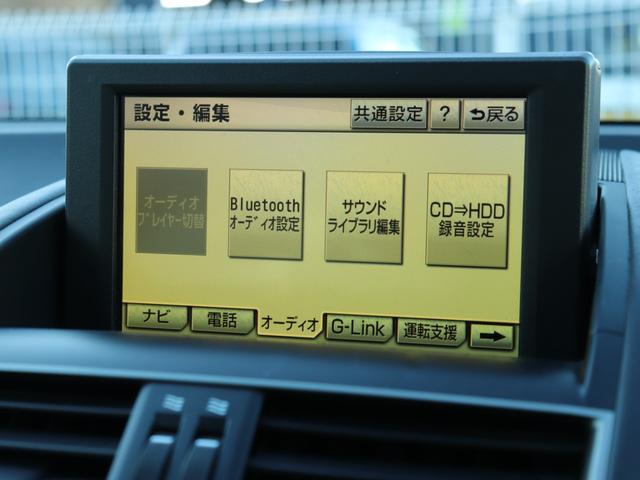 設定・編集
共通設定
?
戻る
オーディオ
プレイヤー切替
Bluetooth
オーディオ設定
サウンド
ライブラリ編集
CD⇒HDD
録音設定
ナビ
電話
オーディオ
G-Link
運転支援